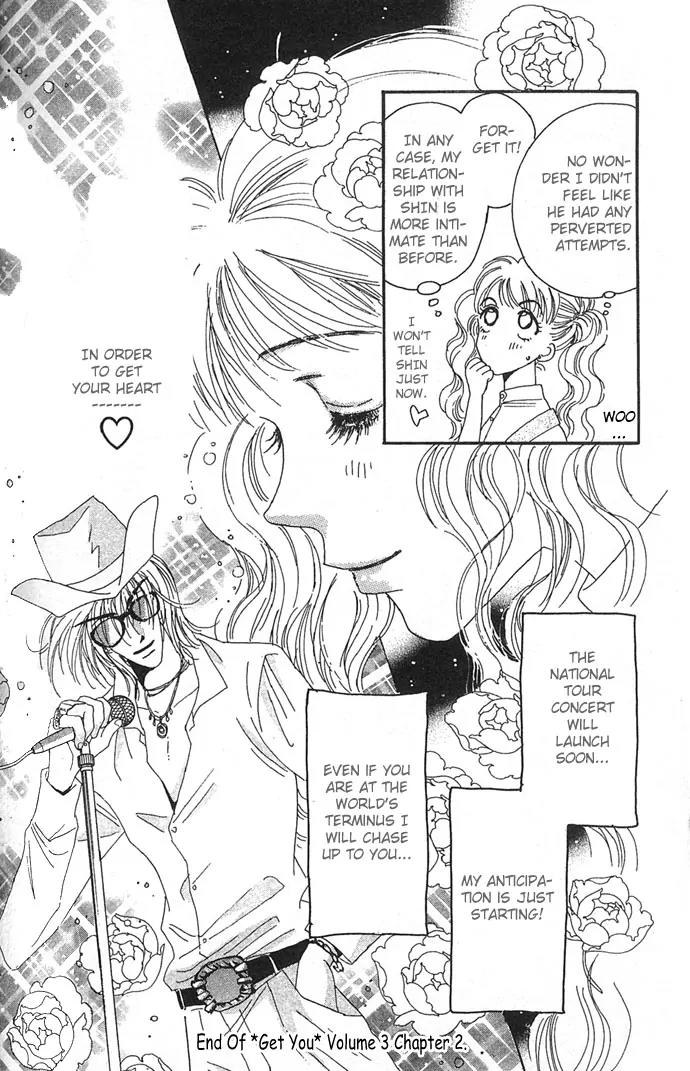 NO WON-
DER I DIDN'T
FEEL LIKE
HE HAD ANY
PERVERTED
ATTEMPTS.
FOR-
GET IT!
IN ANY
CASE, MY
RELATION-
SHIP WITH
SHIN IS
MORE INTI-
MATE THAN
BEFORE.
I
WON'T
TELL
SHIN
JUST
NOW.
WOO
...
THE
NATIONAL
TOUR
CONCERT
WILL
LAUNCH
SOON...
MY ANTICIPA-
TION IS JUST
STARTING!
EVEN IF YOU
ARE AT THE
WORLD'S
TERMINUS I
WILL CHASE
UP TO YOU...
IN ORDER
TO GET
YOUR HEART
-------
End Of *Get You* Volume 3 Chapter 2.